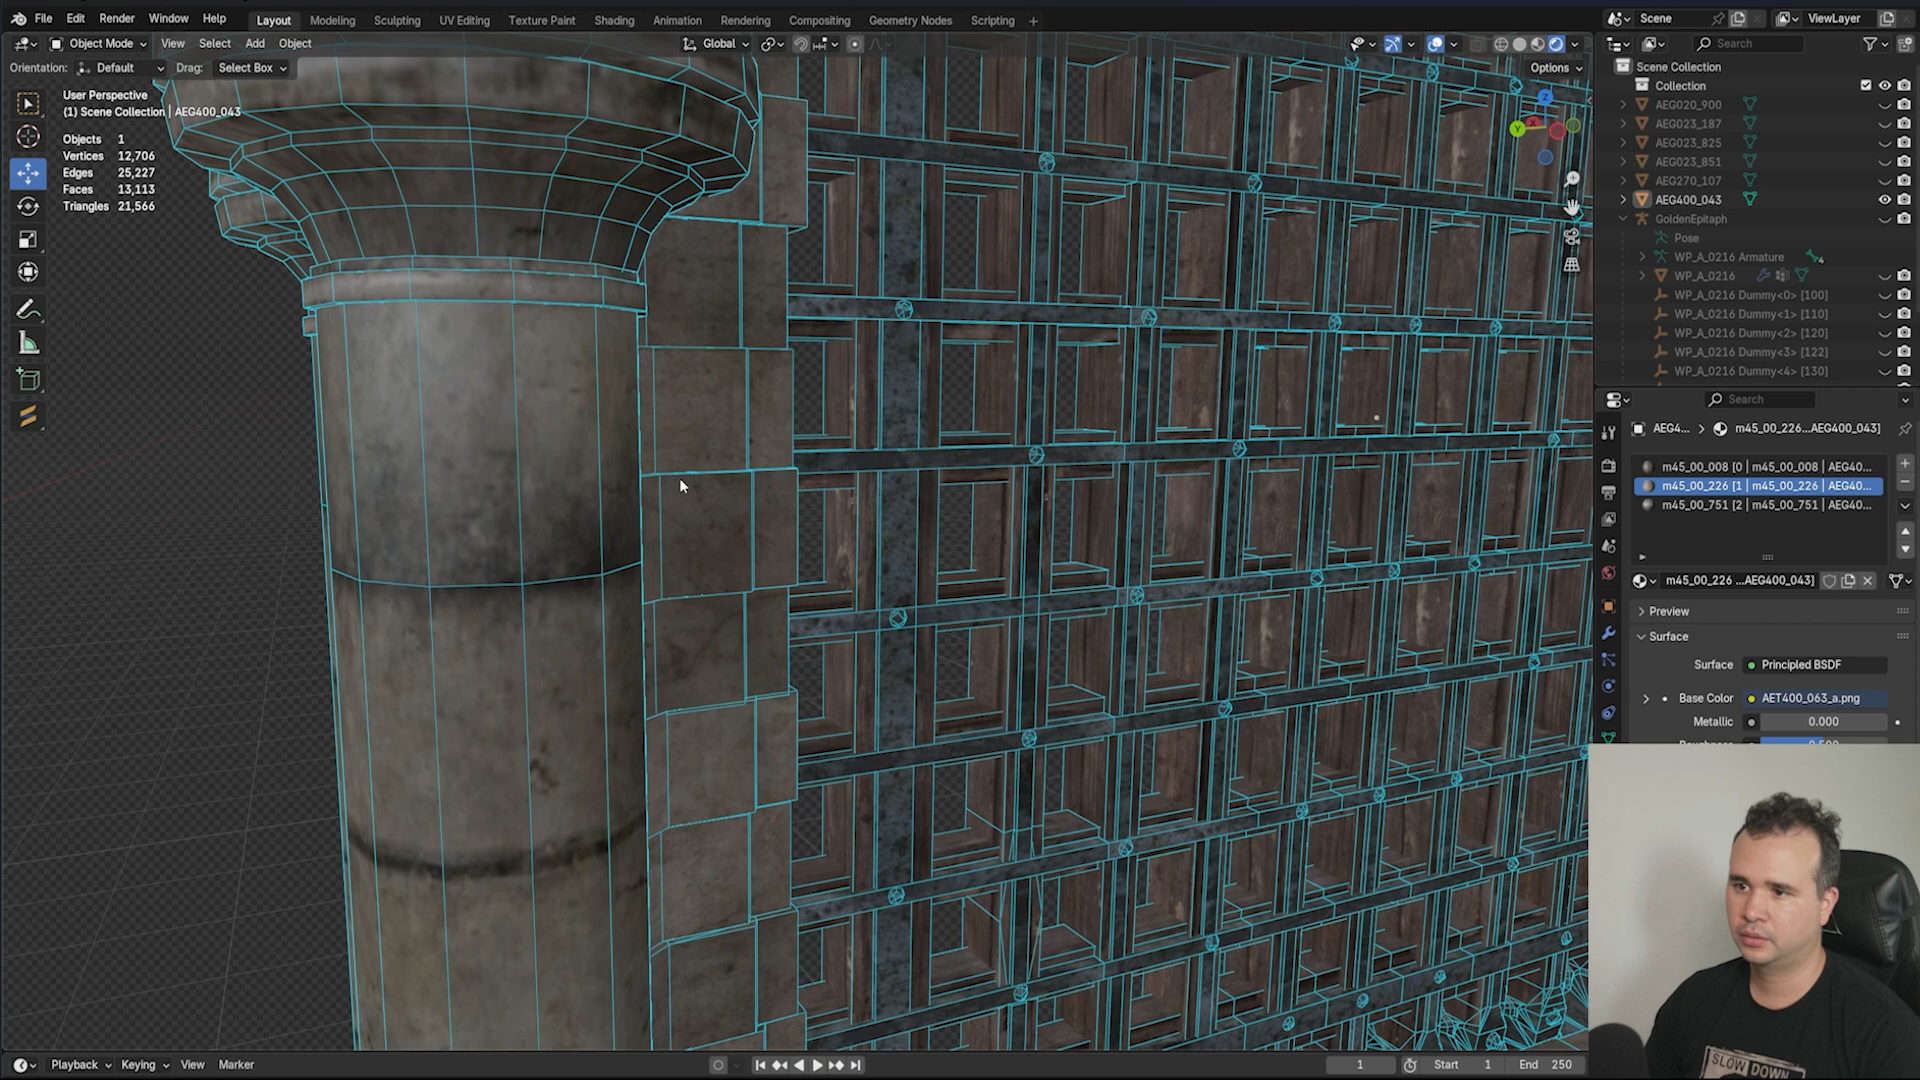 File Edit Render Window Help
Layout Modeling Sculpting UV Editing Texture Paint Shading Animation Rendering Compositing Geometry Nodes Scripting +
Scene
ViewLayer
Object Mode View Select Add Object
Global
Search
Orientation: Default Drag: Select Box
Options
User Perspective
(1) Scene Collection | AEG400_043
Objects 1
Vertices 12,706
Edges 25,227
Faces 13,113
Triangles 21,566
Z
Y
X
Scene Collection
Collection
AEG020_900
AEG023_187
AEG023_825
AEG023_851
AEG270_107
AEG400_043
GoldenEpitaph
Pose
WP_A_0216 Armature
4
WP_A_0216
WP_A_0216 Dummy<0> [100]
WP_A_0216 Dummy<1> [110]
WP_A_0216 Dummy<2> [120]
WP_A_0216 Dummy<3> [122]
WP_A_0216 Dummy<4> [130]
Search
AEG4... > m45_00_226...AEG400_043]
m45_00_008 [0 | m45_00_008 | AEG40...
m45_00_226 [1 | m45_00_226 | AEG40...
m45_00_751 [2 | m45_00_751 | AEG40...
m45_00_226 ...AEG400_043]
Preview
Surface
Surface Principled BSDF
Base Color AET400_063_a.png
Metallic 0.000
SLOW DOWN
Playback Keying View Marker
1 Start 1 End 250